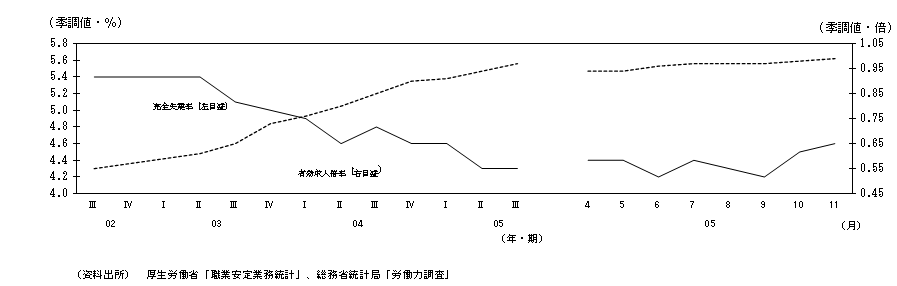 （季調値・％） （季調値・倍）
5.8 1.05
5.6
5.4 0.95
5.2
5.0 0.85
4.8 0.75
4.6 0.65
4.4
4.2 0.55
4.0 0.45
完全失業率（左目盛）
有効求人倍率（右目盛）
Ⅲ Ⅳ Ⅰ Ⅱ Ⅲ Ⅳ Ⅰ Ⅱ Ⅲ Ⅳ Ⅰ Ⅱ Ⅲ 4 5 6 7 8 9 10 11
02 03 04 05 05 （月）
（年・期）
（資料出所） 厚生労働省「職業安定業務統計」、総務省統計局「労働力調査」